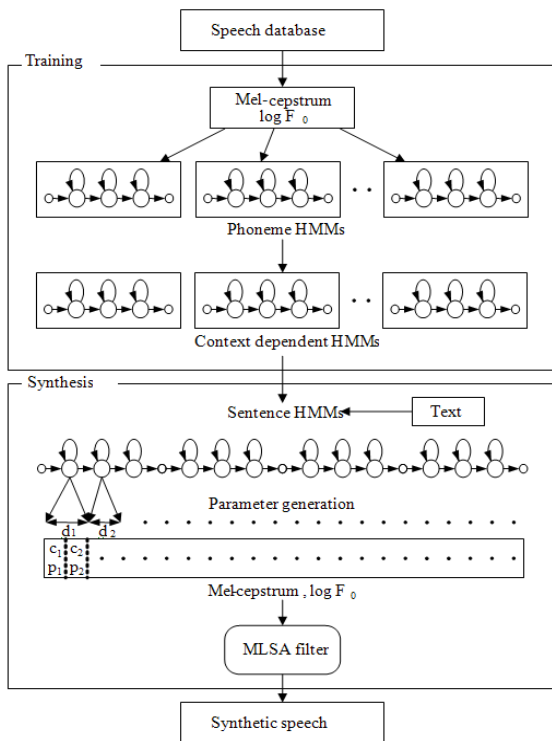 Speech database
Training
Mel-cepstrum
log F 0
Phoneme HMMs
Context dependent HMMs
Synthesis
Sentence HMMs
Text
Parameter generation
d1 d2
c1 c2
p1 p2
Mel-cepstrum , log F 0
MLSA filter
Synthetic speech